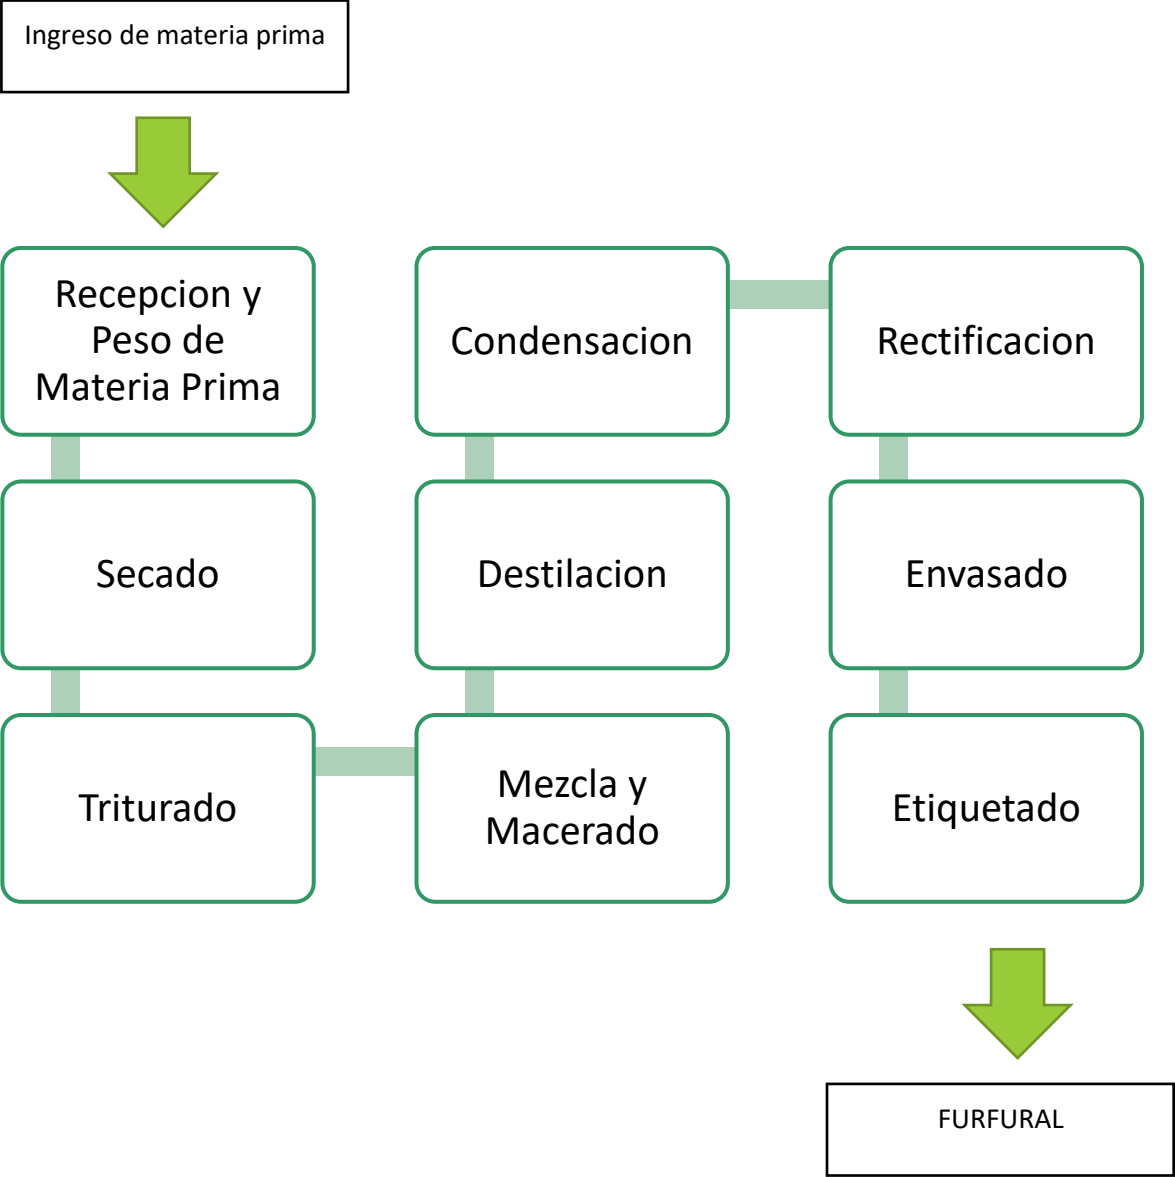 Ingreso de materia prima
Recepcion y
Peso de
Materia Prima
Secado
Triturado
Mezcla y
Macerado
Destilacion
Condensacion
Rectificacion
Envasado
Etiquetado
FURFURAL